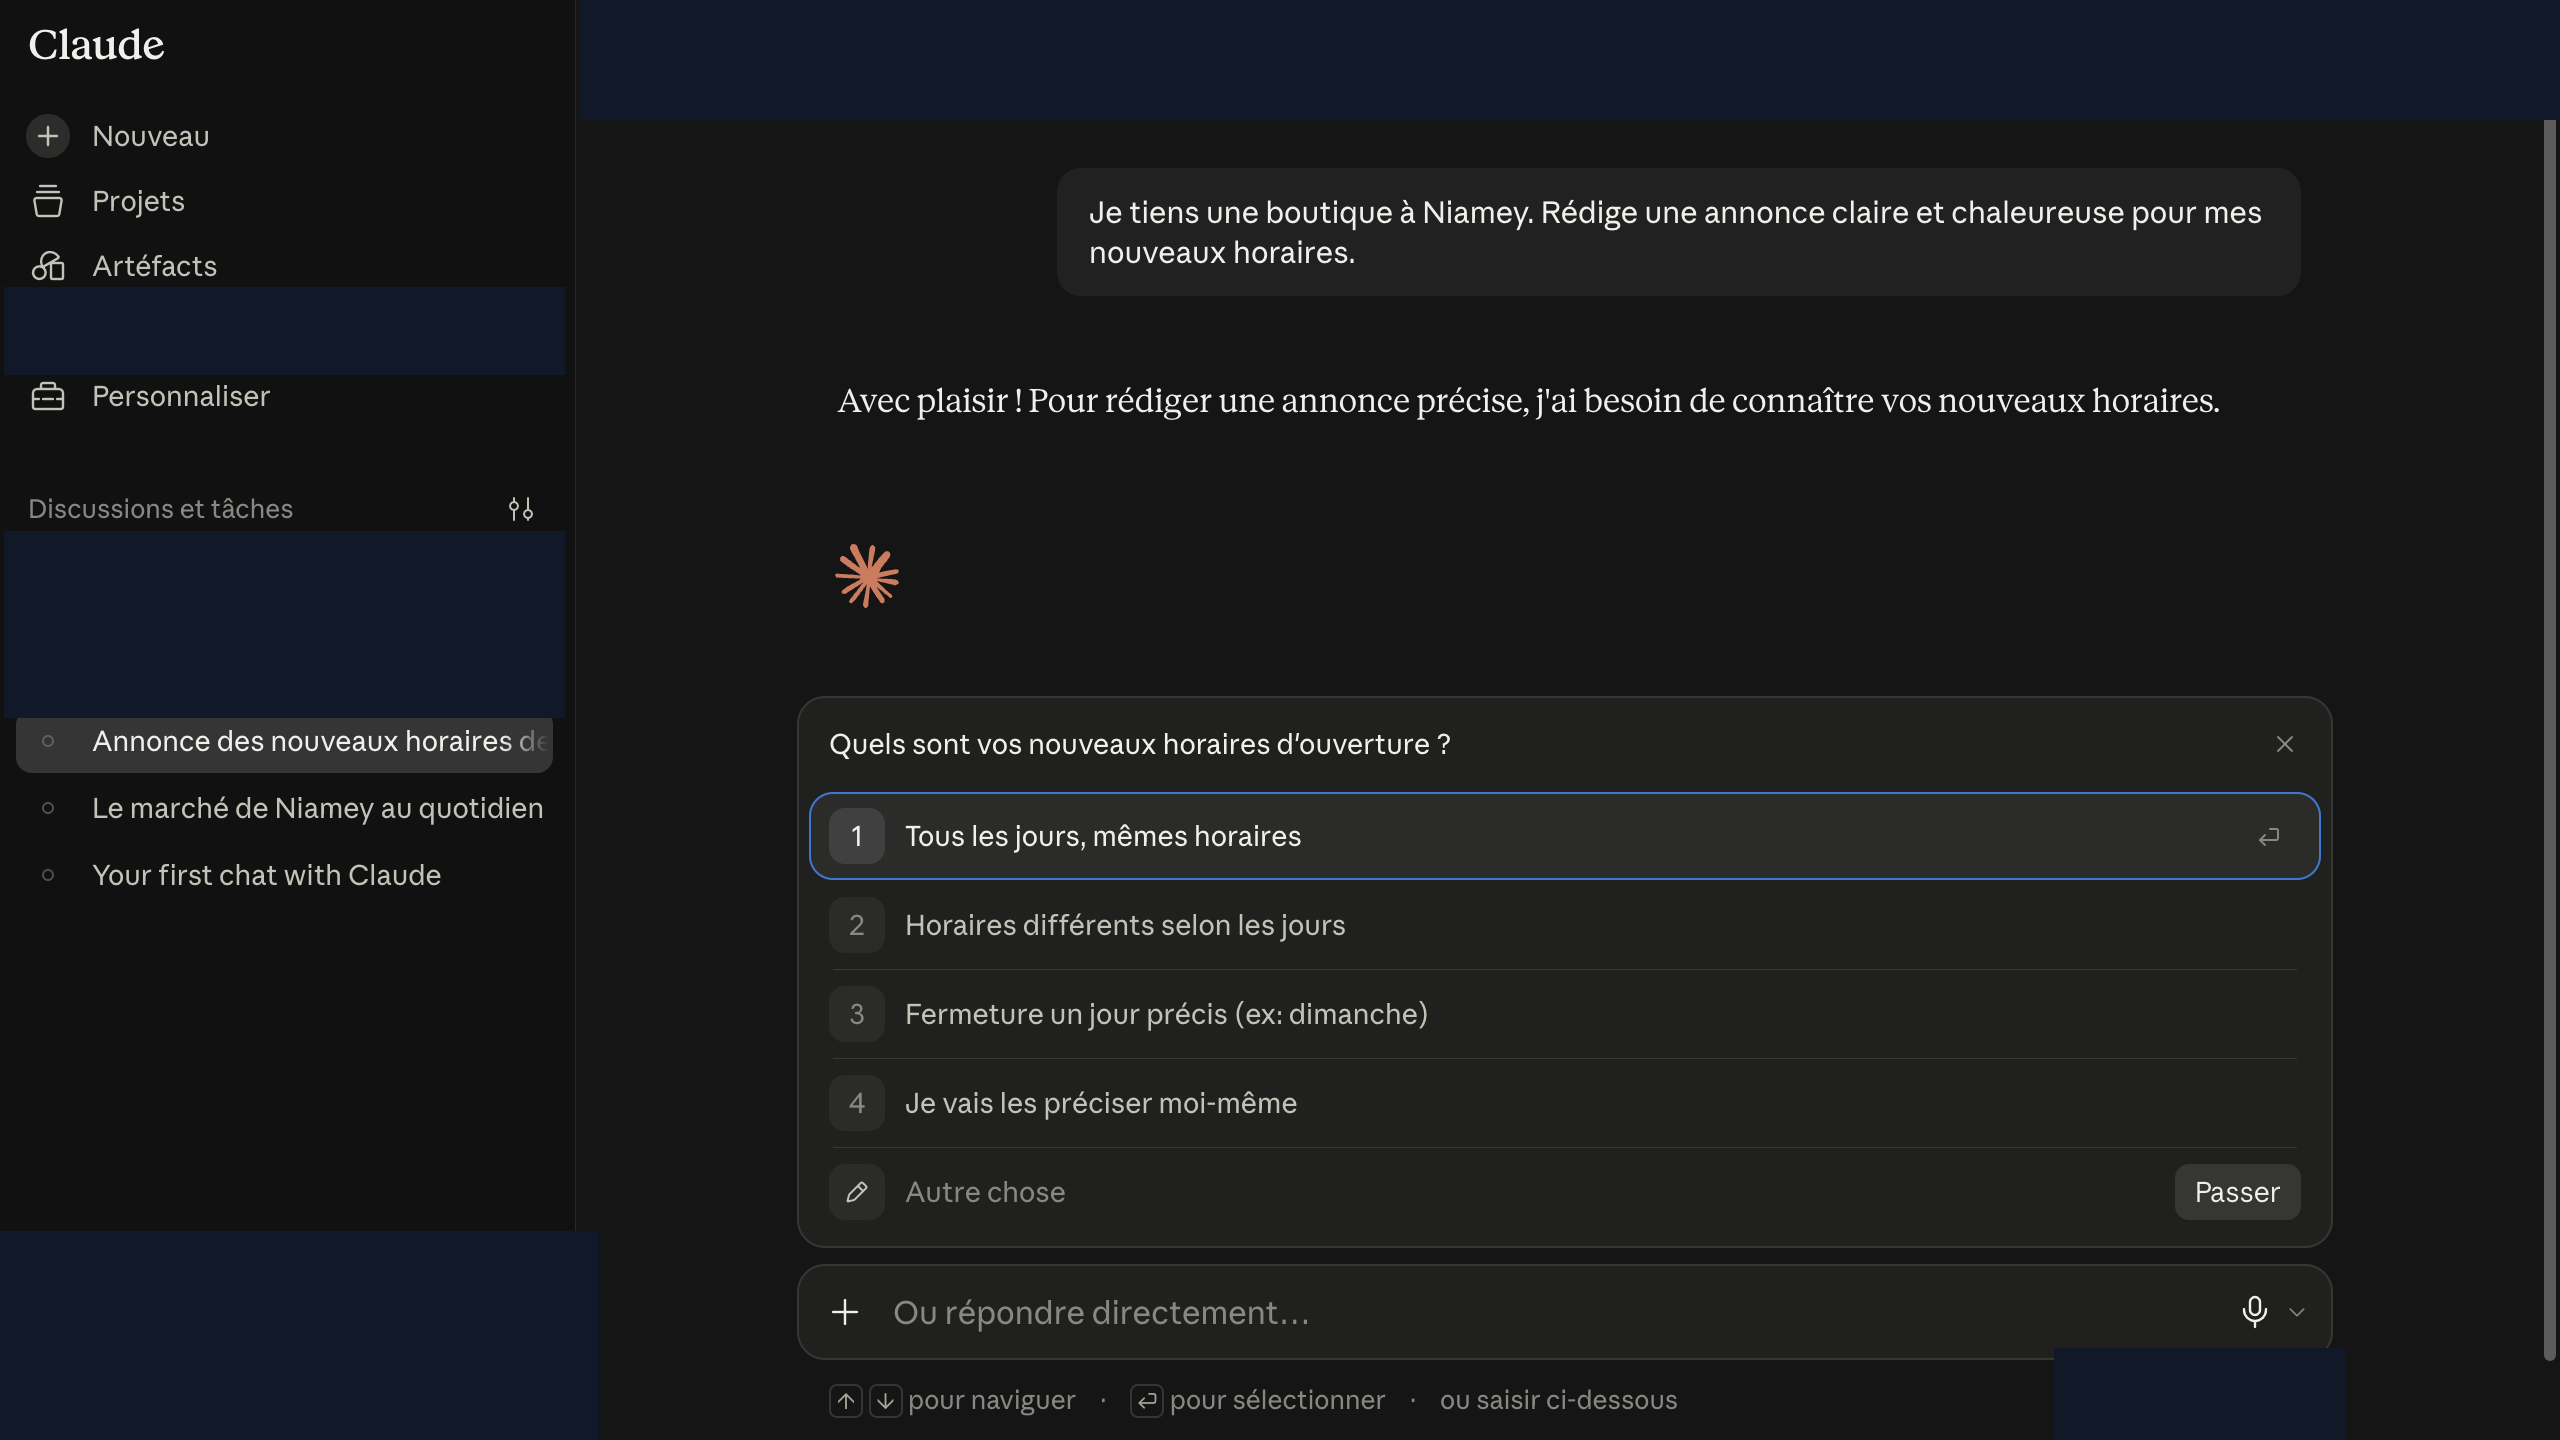 Claude
Nouveau
Projets
Artéfacts
Personnaliser
Discussions et tâches
Annonce des nouveaux horaires de
Le marché de Niamey au quotidien
Your first chat with Claude
Je tiens une boutique à Niamey. Rédige une annonce claire et chaleureuse pour mes
nouveaux horaires.
Avec plaisir ! Pour rédiger une annonce précise, j'ai besoin de connaître vos nouveaux horaires.
Quels sont vos nouveaux horaires d’ouverture ?
1 Tous les jours, mêmes horaires
2 Horaires différents selon les jours
3 Fermeture un jour précis (ex: dimanche)
4 Je vais les préciser moi-même
Autre chose
Passer
Ou répondre directement…
↑ ↓ pour naviguer · ↵ pour sélectionner · ou saisir ci-dessous